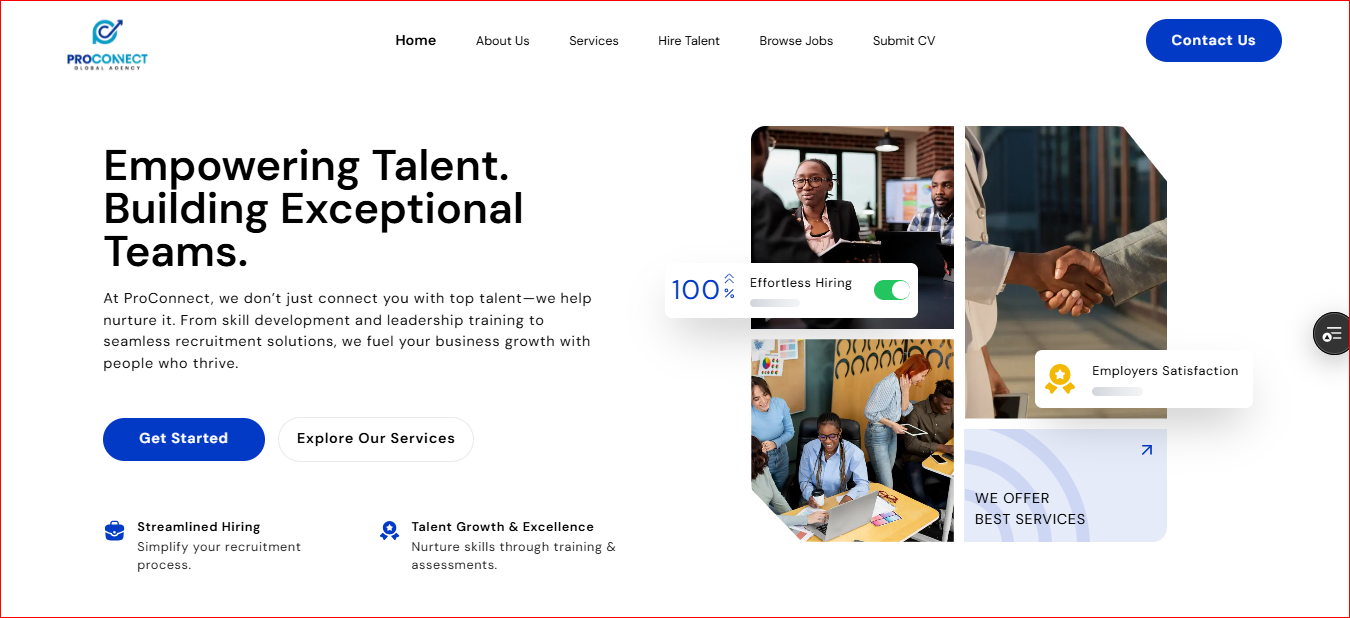 PROCONNECT
GLOBAL AGENCY
Home
About Us
Services
Hire Talent
Browse Jobs
Submit CV
Contact Us
Empowering Talent.
Building Exceptional
Teams.
At ProConnect, we don’t just connect you with top talent—we help
nurture it. From skill development and leadership training to
seamless recruitment solutions, we fuel your business growth with
people who thrive.
Get Started
Explore Our Services
Streamlined Hiring
Simplify your recruitment
process.
Talent Growth & Excellence
Nurture skills through training &
assessments.
100 %
Effortless Hiring
Employers Satisfaction
WE OFFER
BEST SERVICES